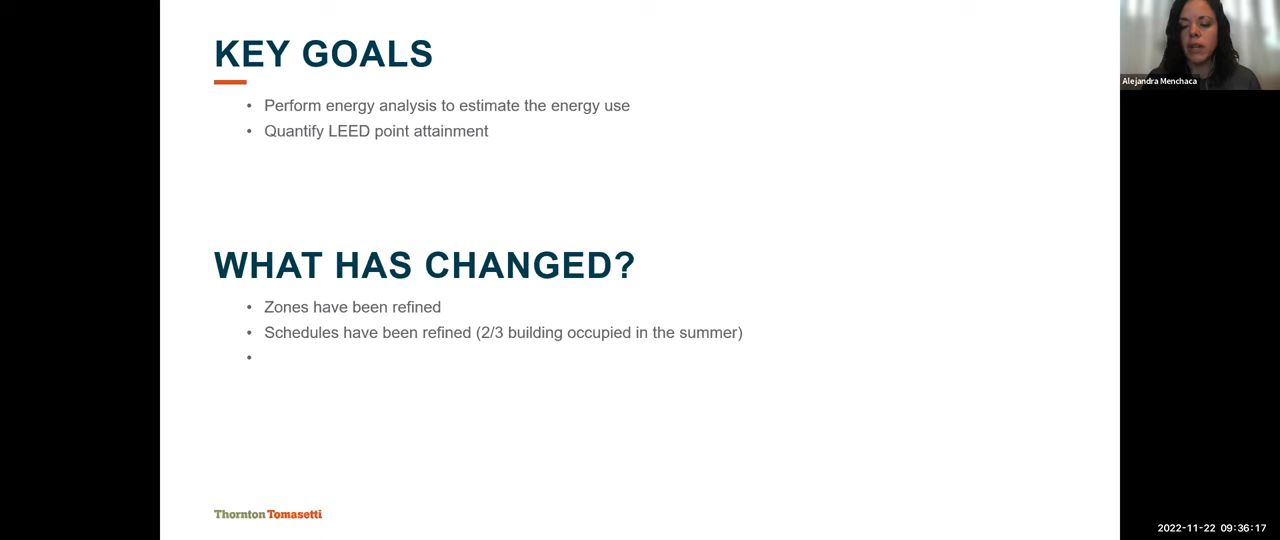 KEY GOALS
• Perform energy analysis to estimate the energy use
• Quantify LEED point attainment
Alejandra Menchaca
WHAT HAS CHANGED?
• Zones have been refined
• Schedules have been refined (2/3 building occupied in the summer)
•
Thornton Tomasetti
2022-11-22 09:36:17